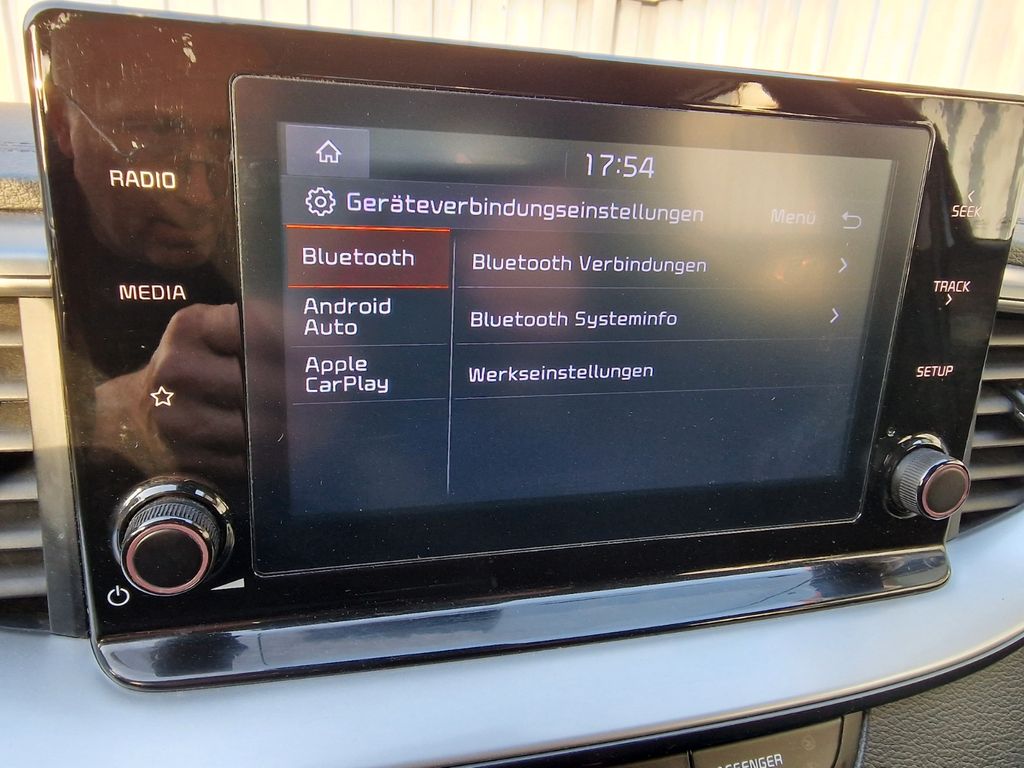 17:54
Geräteverbindungseinstellungen
Menü
RADIO
MEDIA
Bluetooth
Android
Auto
Apple
CarPlay
Bluetooth Verbindungen
Bluetooth Systeminfo
Werkseinstellungen
SEEK
TRACK
SETUP